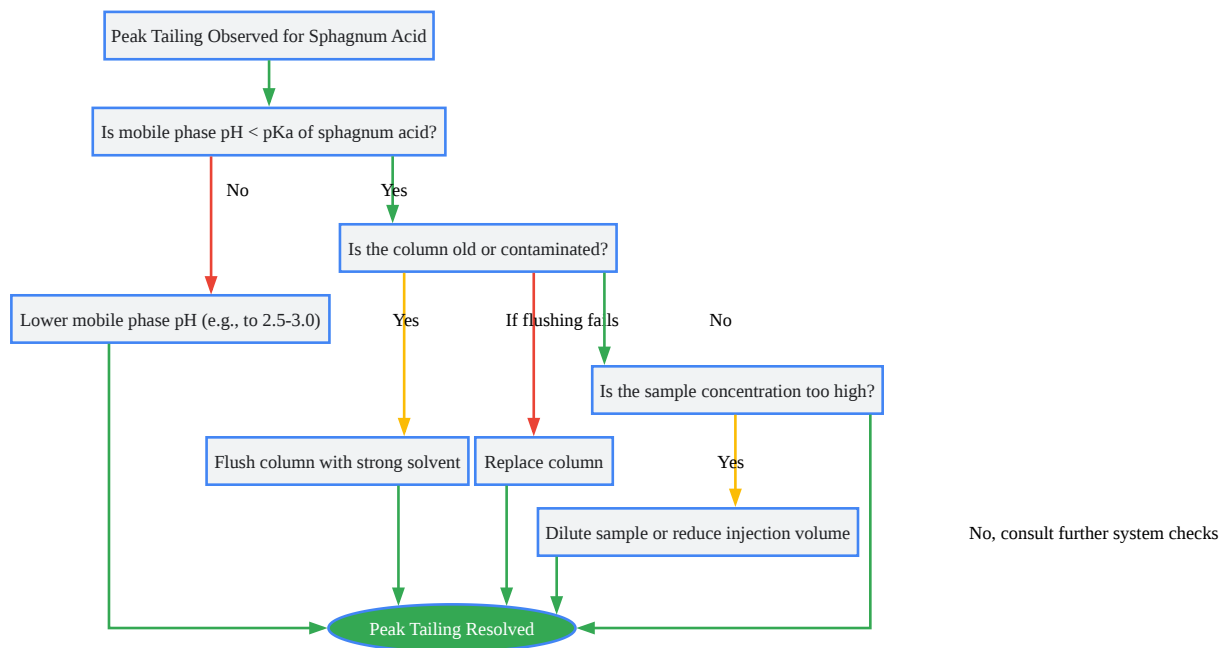 Peak Tailing Observed for Sphagnum Acid
Is mobile phase pH < pKa of sphagnum acid?
No
Yes
Is the column old or contaminated?
Lower mobile phase pH (e.g., to 2.5-3.0)
Yes
If flushing fails
No
Is the sample concentration too high?
Flush column with strong solvent
Replace column
Yes
Dilute sample or reduce injection volume
No, consult further system checks
Peak Tailing Resolved